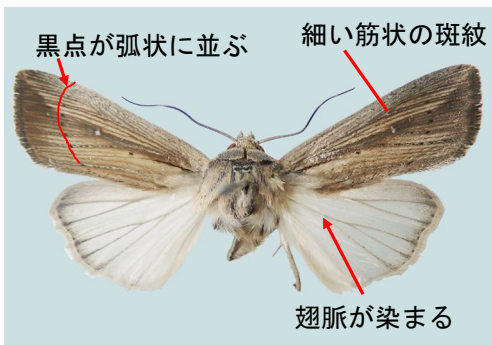 黒点が弧状に並ぶ
細い筋状の斑紋
翅脈が染まる